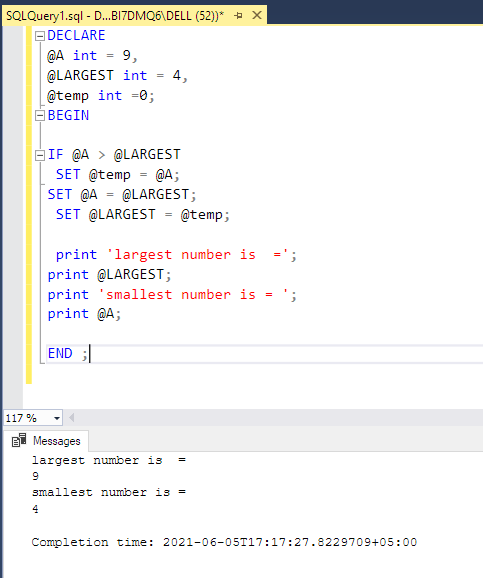 SQLQuery1.sql - D...BI7DMQ6\DELL (52))*
DECLARE
@A int = 9,
@LARGEST int = 4,
@temp int =0;
BEGIN
IF @A > @LARGEST
SET @temp = @A;
SET @A = @LARGEST;
SET @LARGEST = @temp;
print 'largest number is  =';
print @LARGEST;
print 'smallest number is = ';
print @A;
END ;
117 %
Messages
largest number is  =
9
smallest number is =
4
Completion time: 2021-06-05T17:17:27.8229709+05:00